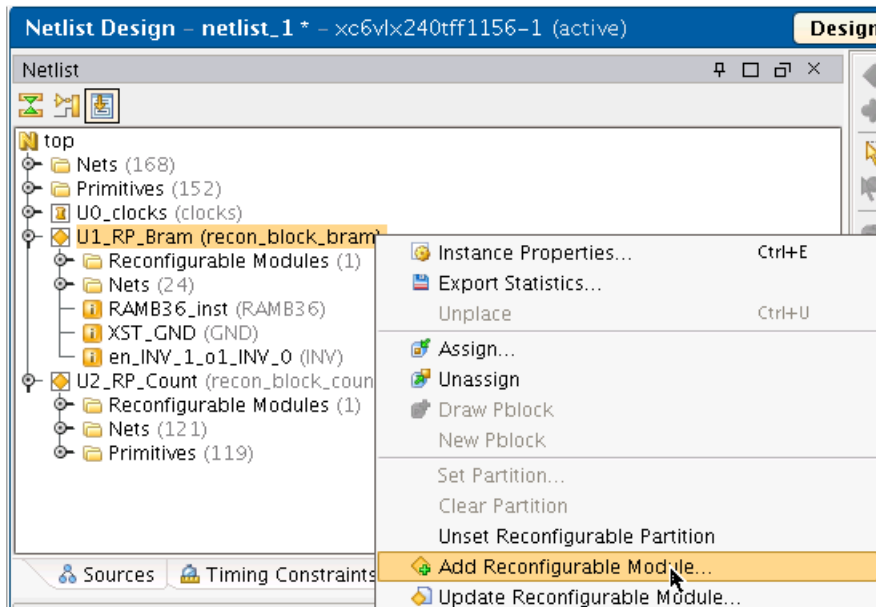 Netlist Design – netlist_1 * – xc6vlx240tff1156–1 (active)
Design
Netlist
top
Nets (168)
Primitives (152)
U0_clocks (clocks)
U1_RP_Bram (recon_block_bram)
Reconfigurable Modules (1)
Nets (24)
RAMB36_inst (RAMB36)
XST_GND (GND)
en_INV_1_o1_INV_0 (INV)
U2_RP_Count (recon_block_coun
Reconfigurable Modules (1)
Nets (121)
Primitives (119)
Instance Properties... Ctrl+E
Export Statistics...
Unplace Ctrl+U
Assign...
Unassign
Draw Pblock
New Pblock
Set Partition...
Clear Partition
Unset Reconfigurable Partition
Add Reconfigurable Module...
Update Reconfigurable Module...
Sources
Timing Constraints